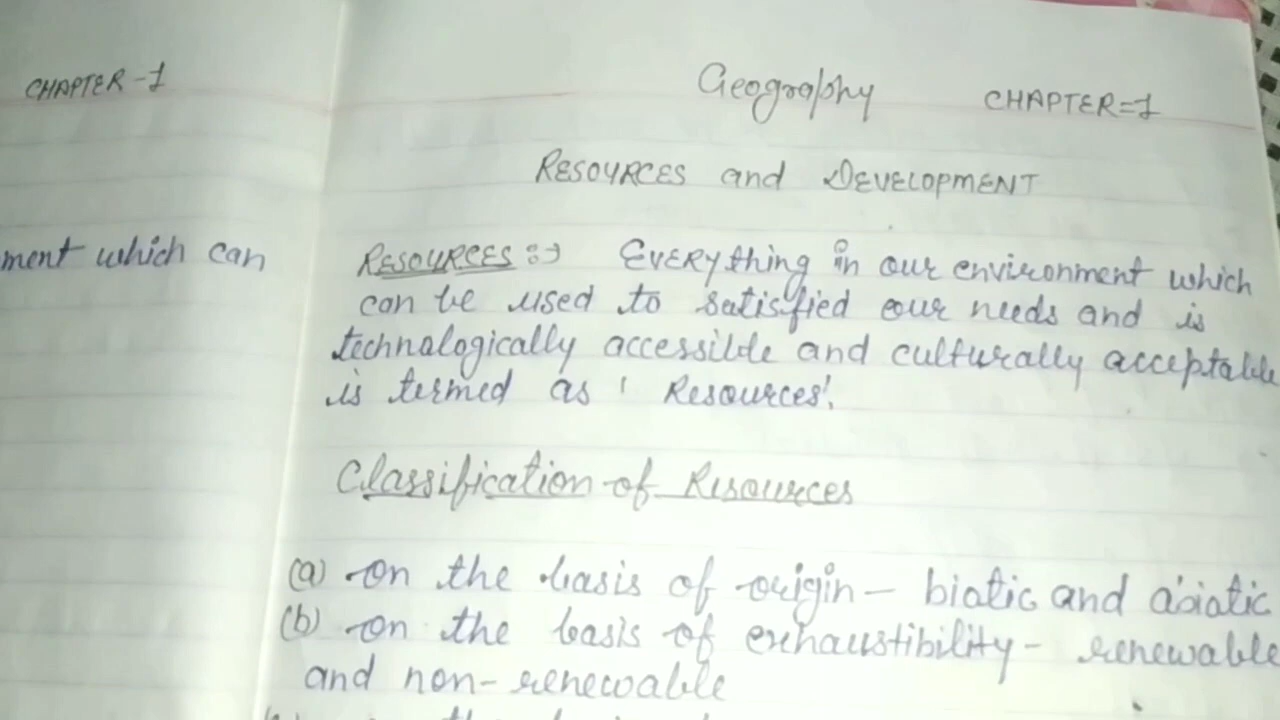 CHAPTER-1
ment which can
Geography CHAPTER=1
RESOURCES and DEVELOPMENT
RESOURCES :→ EVERYthing in our environment which
can be used to satisfied our needs and is
technologically accessible and culturally acceptable
is termed as 'Resources'.
Classification of Resources
(a) on the basis of origin- biotic and abiotic
(b) on the basis of exhaustibility- renewable
and non-renewable